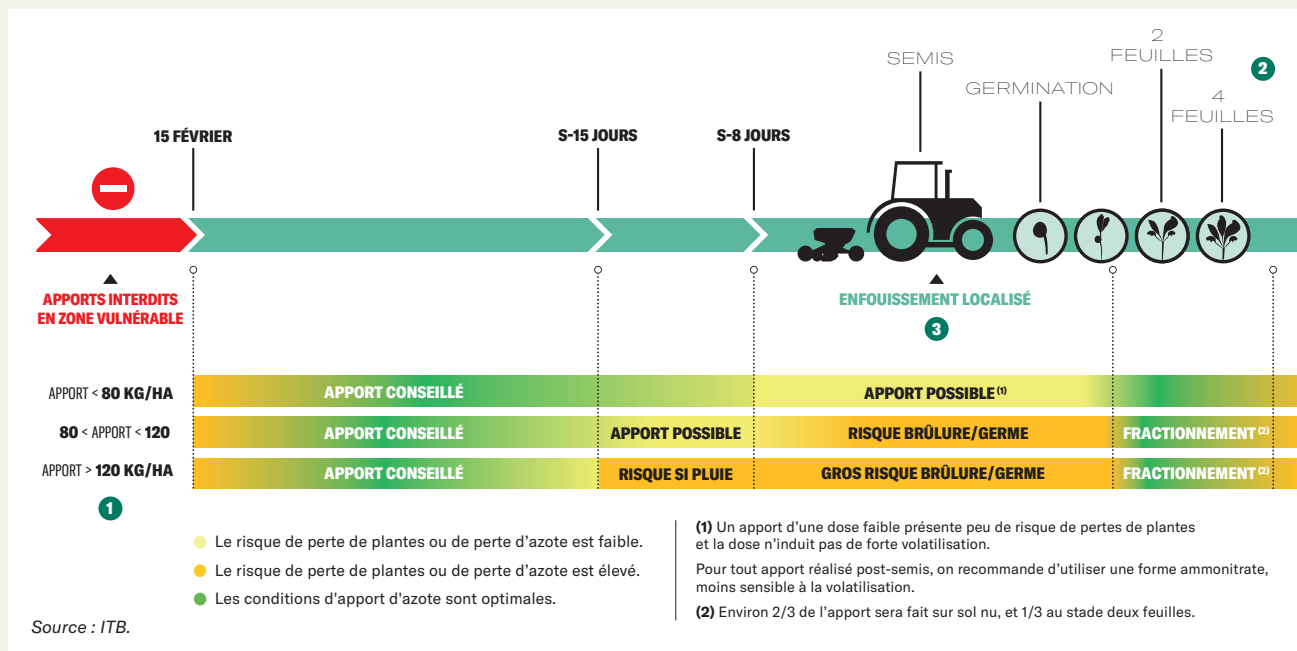 2
FEUILLES
SEMIS
2
GERMINATION
4
FEUILLES
15 FÉVRIER
S-15 JOURS
S-8 JOURS
APPORTS INTERDITS
EN ZONE VULNÉRABLE
ENFOUISSEMENT LOCALISÉ
3
APPORT < 80 KG/HA
APPORT CONSEILLÉ
APPORT POSSIBLE (1)
80 < APPORT < 120
APPORT CONSEILLÉ
APPORT POSSIBLE
RISQUE BRÛLURE/GERME
FRACTIONNEMENT (2)
APPORT > 120 KG/HA
APPORT CONSEILLÉ
RISQUE SI PLUIE
GROS RISQUE BRÛLURE/GERME
FRACTIONNEMENT (2)
1
Le risque de perte de plantes ou de perte d'azote est faible.
Le risque de perte de plantes ou de perte d'azote est élevé.
Les conditions d'apport d'azote sont optimales.
(1) Un apport d'une dose faible présente peu de risque de pertes de plantes
et la dose n'induit pas de forte volatilisation.
Pour tout apport réalisé post-semis, on recommande d'utiliser une forme ammonitrate,
moins sensible à la volatilisation.
(2) Environ 2/3 de l'apport sera fait sur sol nu, et 1/3 au stade deux feuilles.
Source : ITB.